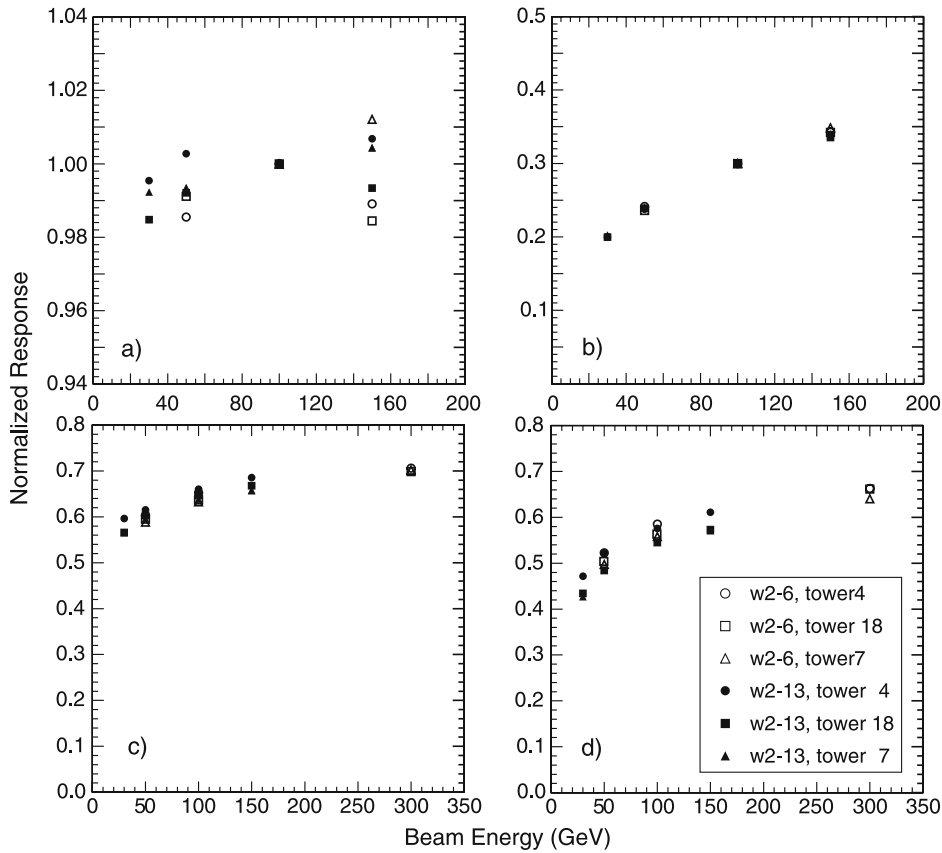 Normalized Response
1.04
1.02
1.00
0.98
0.96
0.94
a)
0 40 80 120 160 200
0.5
0.4
0.3
0.2
0.1
b)
0 40 80 120 160 200
0.8
0.7
0.6
0.5
0.4
0.3
0.2
0.1
0.0
c)
0 50 100 150 200 250 300 350
0.8
0.7
0.6
0.5
0.4
0.3
0.2
0.1
0.0
d)
w2-6, tower4
w2-6, tower 18
w2-6, tower7
w2-13, tower 4
w2-13, tower 18
w2-13, tower 7
0 50 100 150 200 250 300 350
Beam Energy (GeV)